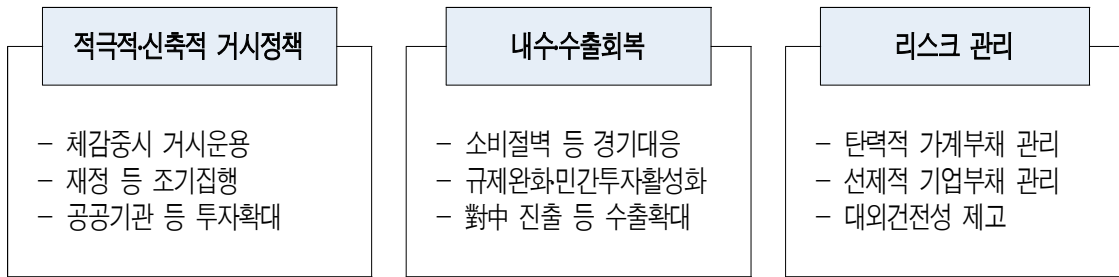 적극적·신축적 거시정책
– 체감중시 거시운용
– 재정 등 조기집행
– 공공기관 등 투자확대
내수·수출회복
– 소비절벽 등 경기대응
– 규제완화·민간투자활성화
– 對中 진출 등 수출확대
리스크 관리
– 탄력적 가계부채 관리
– 선제적 기업부채 관리
– 대외건전성 제고